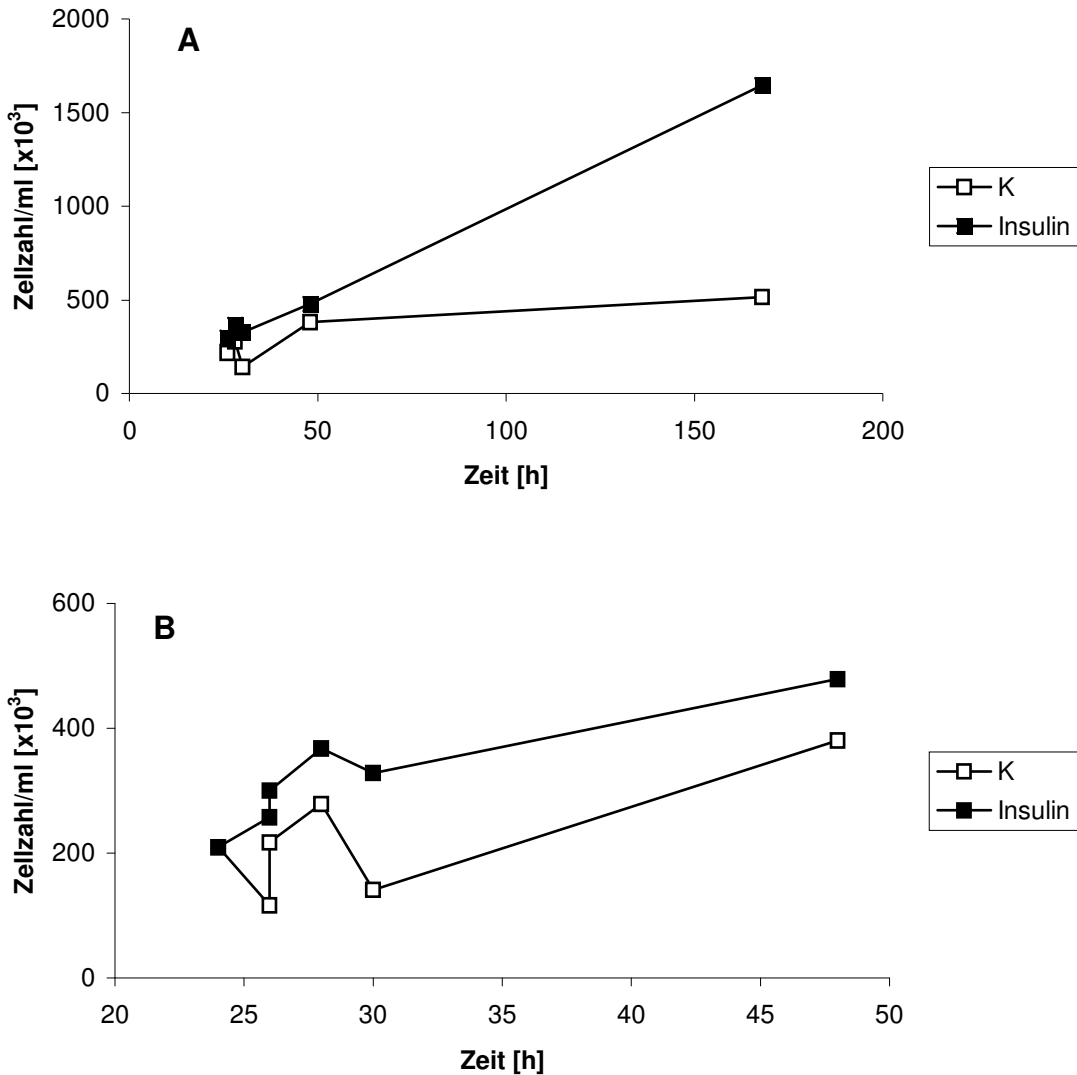 A
2000
1500
1000
500
0
Zellzahl/ml [x10³]
0 50 100 150 200
Zeit [h]
K
Insulin
B
600
400
200
0
Zellzahl/ml [x10³]
20 25 30 35 40 45 50
Zeit [h]
K
Insulin